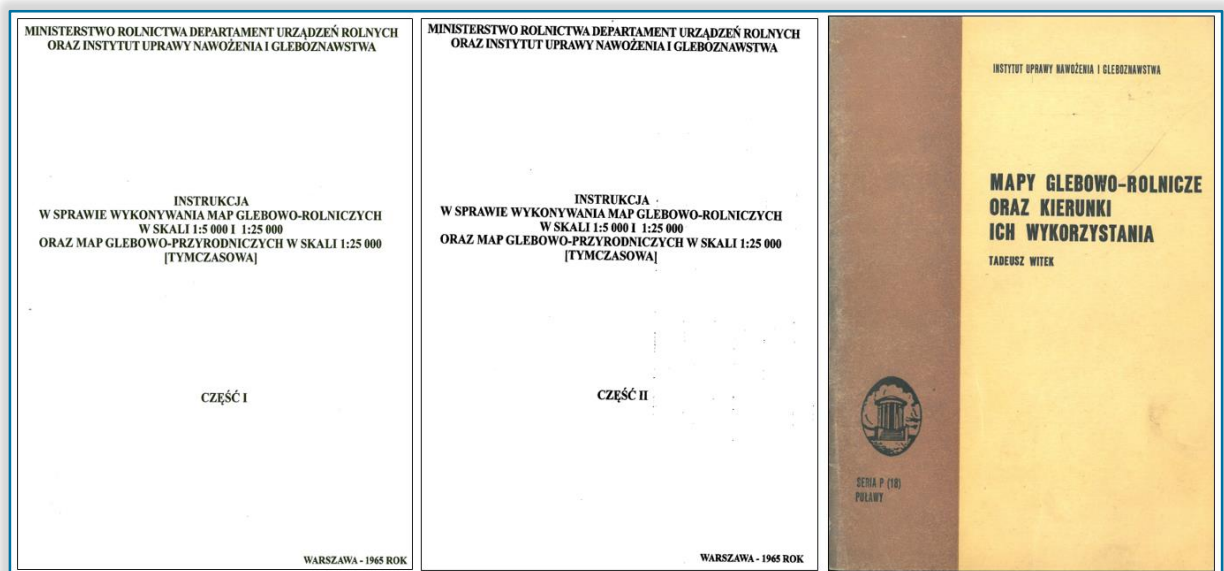 MINISTERSTWO ROLNICTWA DEPARTAMENT URZĄDZEŃ ROLNYCH
ORAZ INSTYTUT UPRAWY NAWOŻENIA I GLEBOZNAWSTWA
INSTRUKCJA
W SPRAWIE WYKONYWANIA MAP GLEBOWO-ROLNICZYCH
W SKALI 1:5 000 I 1:25 000
ORAZ MAP GLEBOWO-PRZYRODNICZYCH W SKALI 1:25 000
[TYMCZASOWA]
CZĘŚĆ I
WARSZAWA - 1965 ROK
MINISTERSTWO ROLNICTWA DEPARTAMENT URZĄDZEŃ ROLNYCH
ORAZ INSTYTUT UPRAWY NAWOŻENIA I GLEBOZNAWSTWA
INSTRUKCJA
W SPRAWIE WYKONYWANIA MAP GLEBOWO-ROLNICZYCH
W SKALI 1:5 000 I 1:25 000
ORAZ MAP GLEBOWO-PRZYRODNICZYCH W SKALI 1:25 000
[TYMCZASOWA]
CZĘŚĆ II
WARSZAWA - 1965 ROK
INSTYTUT UPRAWY NAWOŻENIA I GLEBOZNAWSTWA
MAPY GLEBOWO-ROLNICZE
ORAZ KIERUNKI
ICH WYKORZYSTANIA
TADEUSZ WITEK
SERIA P (18)
PUŁAWY